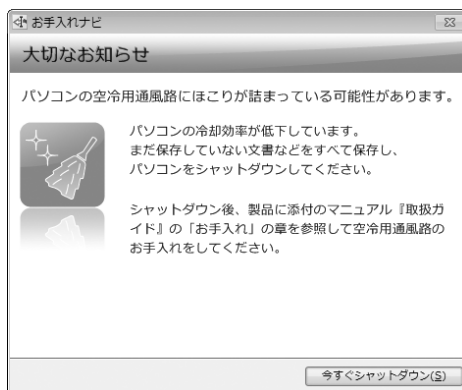 お手入れナビ
大切なお知らせ
パソコンの空冷用通風路にほこりが詰まっている可能性があります。
パソコンの冷却効率が低下しています。
まだ保存していない文書などをすべて保存し、
パソコンをシャットダウンしてください。
シャットダウン後、製品に添付のマニュアル『取扱ガ
イド』の「お手入れ」の章を参照して空冷用通風路の
お手入れをしてください。
今すぐシャットダウン(S)